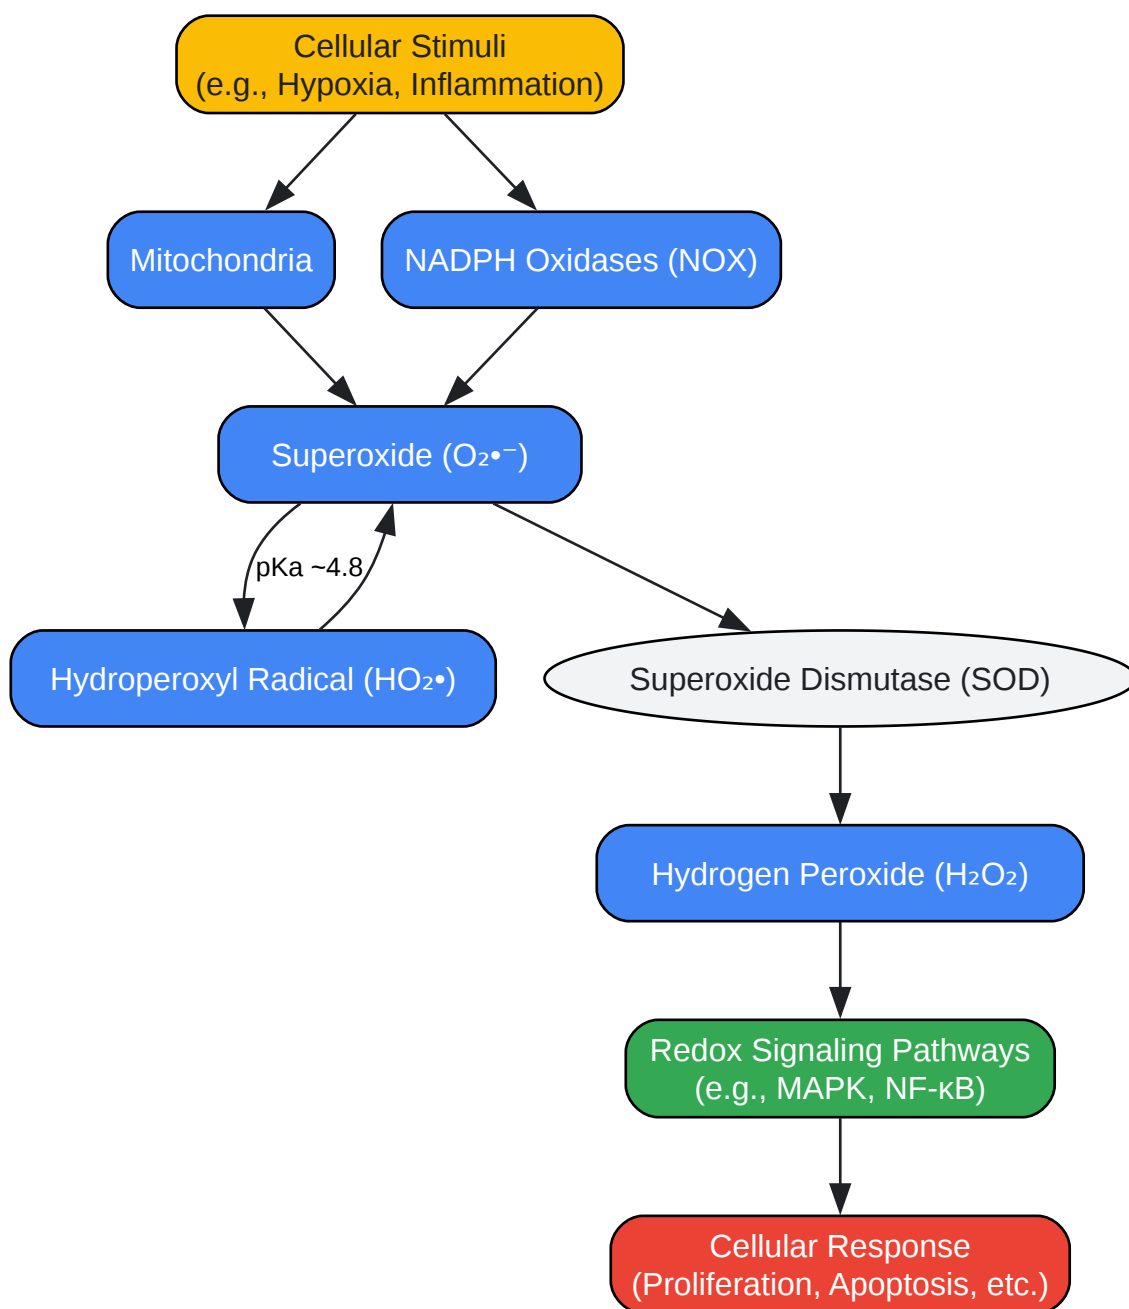 Cellular Stimuli
(e.g., Hypoxia, Inflammation)
Mitochondria
NADPH Oxidases (NOX)
Superoxide (O₂•⁻)
pKa ~4.8
Hydroperoxyl Radical (HO₂•)
Superoxide Dismutase (SOD)
Hydrogen Peroxide (H₂O₂)
Redox Signaling Pathways
(e.g., MAPK, NF-κB)
Cellular Response
(Proliferation, Apoptosis, etc.)